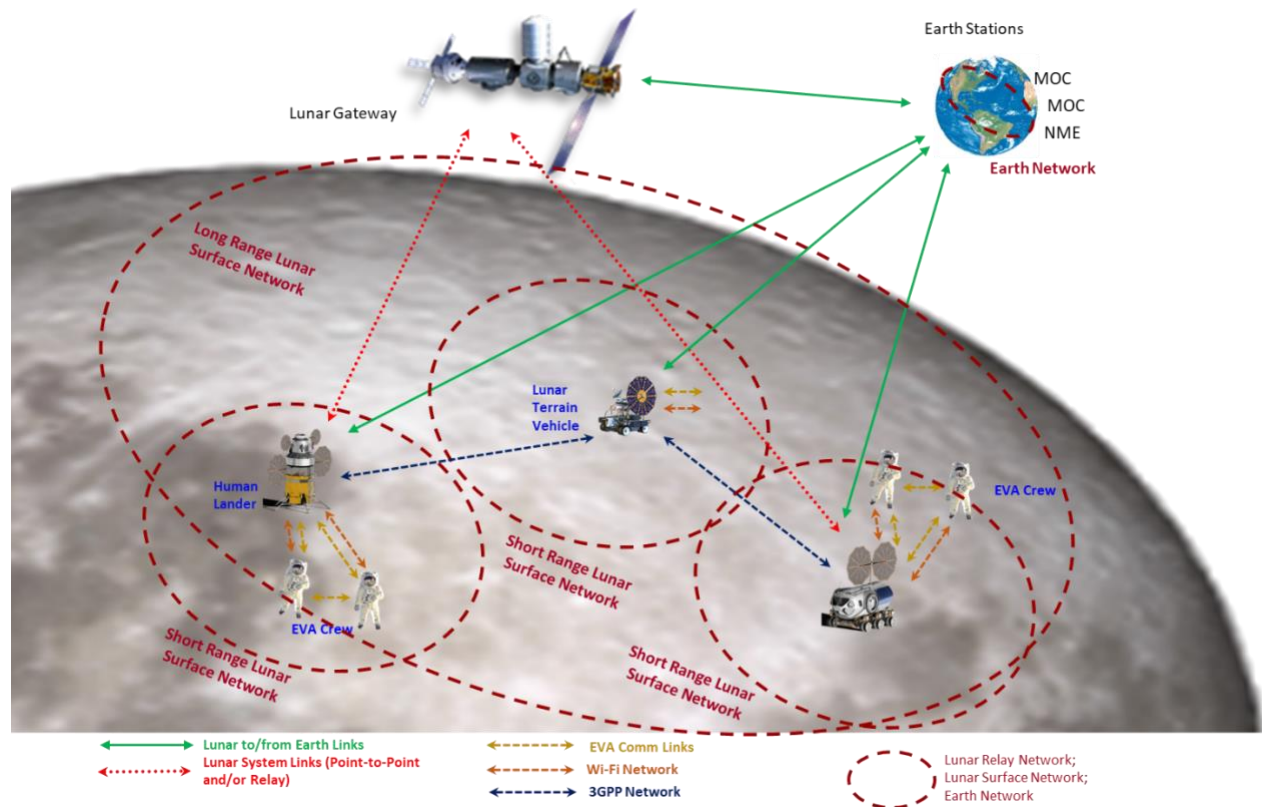 Earth Stations
MOC
MOC
NME
Earth Network
Lunar Gateway
Long Range Lunar
Surface Network
Lunar
Terrain
Vehicle
Human
Lander
EVA Crew
EVA Crew
Short Range Lunar
Surface Network
Short Range Lunar
Surface Network
Short Range Lunar
Surface Network
Lunar to/from Earth Links
Lunar System Links (Point-to-Point
and/or Relay)
EVA Comm Links
Wi-Fi Network
3GPP Network
Lunar Relay Network;
Lunar Surface Network;
Earth Network